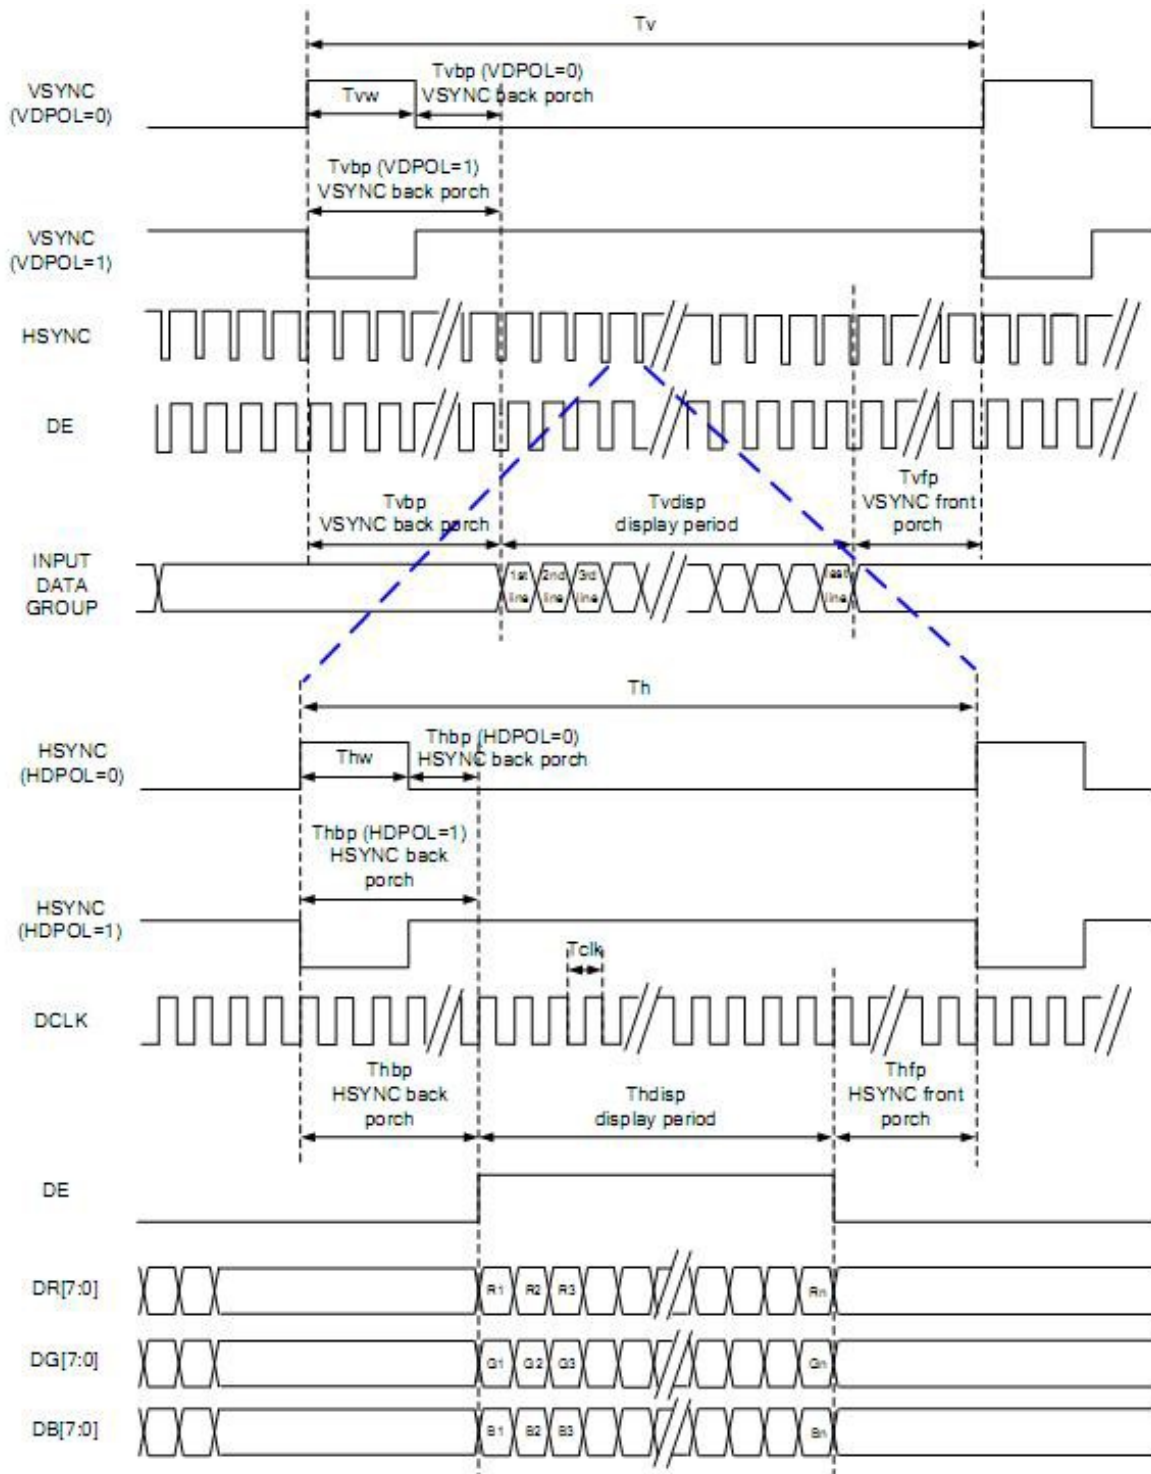 Tv
VSYNC
(VDPOL=0)
Tvw
Tvbp (VDPOL=0)
VSYNC back porch
Tvbp (VDPOL=1)
VSYNC back porch
VSYNC
(VDPOL=1)
HSYNC
DE
Tvbp
VSYNC back porch
Tvdisp
display period
Tvfp
VSYNC front
porch
INPUT
DATA
GROUP
1st
line
2nd
line
3rd
line
last
line
Th
HSYNC
(HDPOL=0)
Thw
Thbp (HDPOL=0)
HSYNC back porch
Thbp (HDPOL=1)
HSYNC back
porch
HSYNC
(HDPOL=1)
Tclk
DCLK
Thbp
HSYNC back
porch
Thdisp
display period
Thfp
HSYNC front
porch
DE
DR[7:0]
R1 R2 R3 Rn
DG[7:0]
G1 G2 G3 Gn
DB[7:0]
B1 B2 B3 Bn